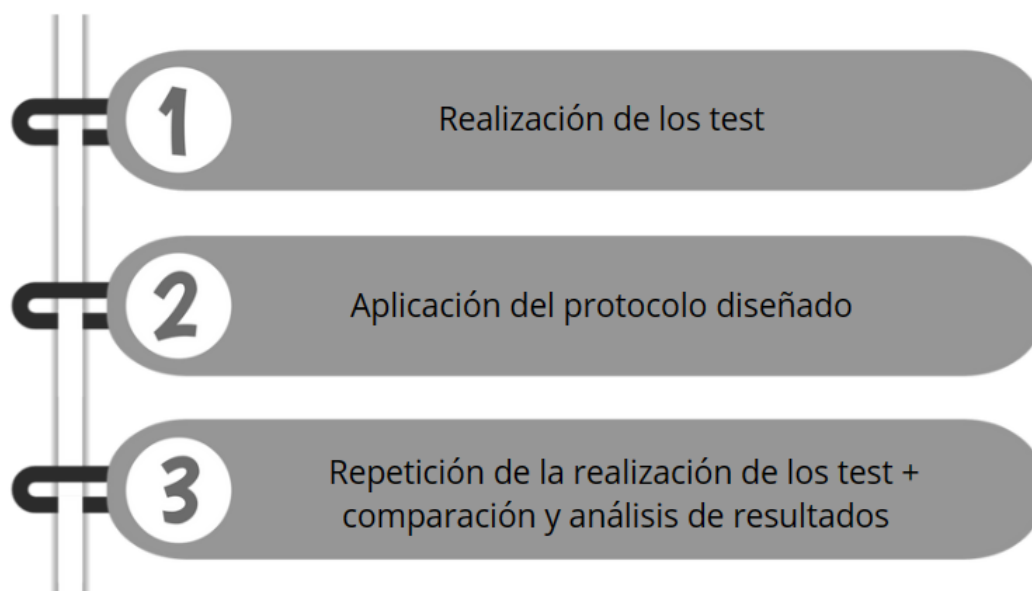 1
Realización de los test
2
Aplicación del protocolo diseñado
3
Repetición de la realización de los test +
comparación y análisis de resultados